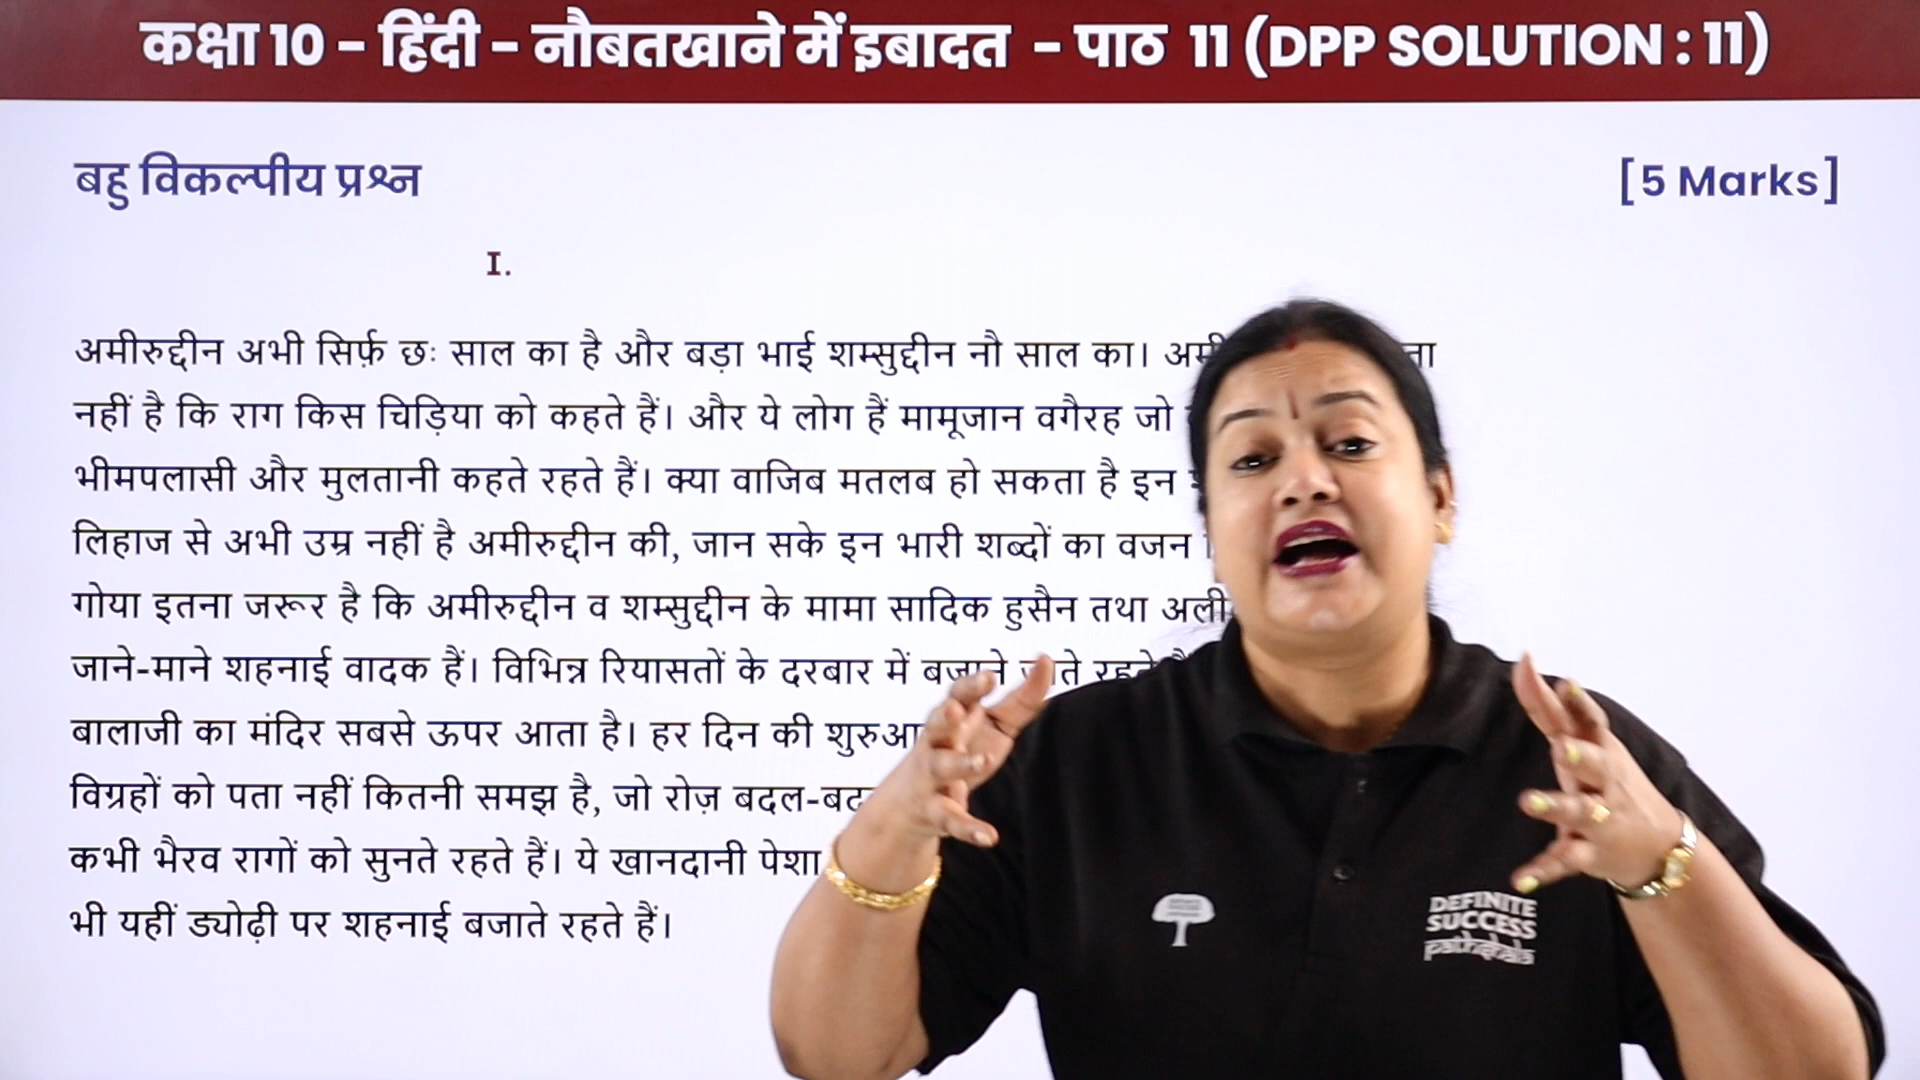 कक्षा 10 – हिंदी – नौबतखाने में इबादत – पाठ 11 (DPP SOLUTION : 11)
बहु विकल्पीय प्रश्न [5 Marks]
I.
अमीरुद्दीन अभी सिर्फ़ छः साल का है और बड़ा भाई शम्सुद्दीन नौ साल का।
नहीं है कि राग किस चिड़िया को कहते हैं। और ये लोग हैं मामूजान वगैरह जो
भीमपलासी और मुलतानी कहते रहते हैं। क्या वाजिब मतलब हो सकता है इन
लिहाज से अभी उम्र नहीं है अमीरुद्दीन की, जान सके इन भारी शब्दों का वजन
गोया इतना जरूर है कि अमीरुद्दीन व शम्सुद्दीन के मामा सादिक हुसैन तथा
जाने-माने शहनाई वादक हैं। विभिन्न रियासतों के दरबार में बजाने
बालाजी का मंदिर सबसे ऊपर आता है। हर दिन की
विग्रहों को पता नहीं कितनी समझ है, जो रोज़
कभी भैरव रागों को सुनते रहते हैं। ये खानदानी पेशा
भी यहीं ड्योढ़ी पर शहनाई बजाते रहते हैं।
DEFINITE
SUCCESS
pathshala